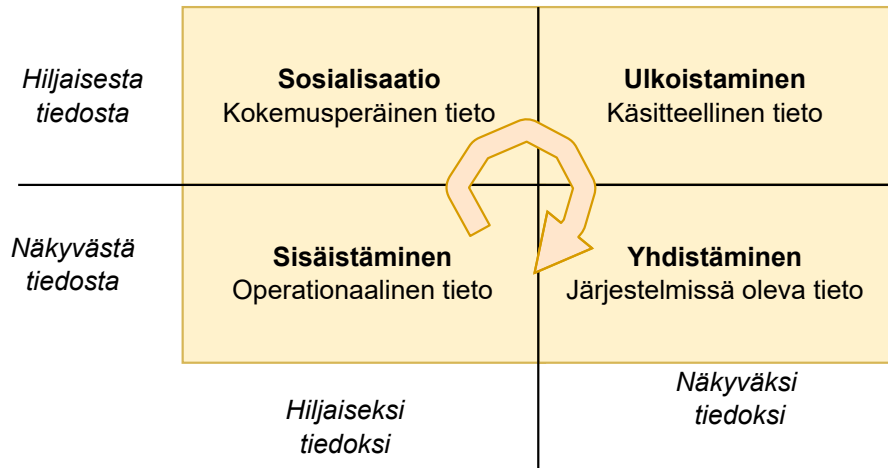 Hiljaisesta
tiedosta
Sosialisaatio
Kokemusperäinen tieto
Ulkoistaminen
Käsitteellinen tieto
Näkyvästä
tiedosta
Sisäistäminen
Operationaalinen tieto
Yhdistäminen
Järjestelmissä oleva tieto
Hiljaiseksi
tiedoksi
Näkyväksi
tiedoksi